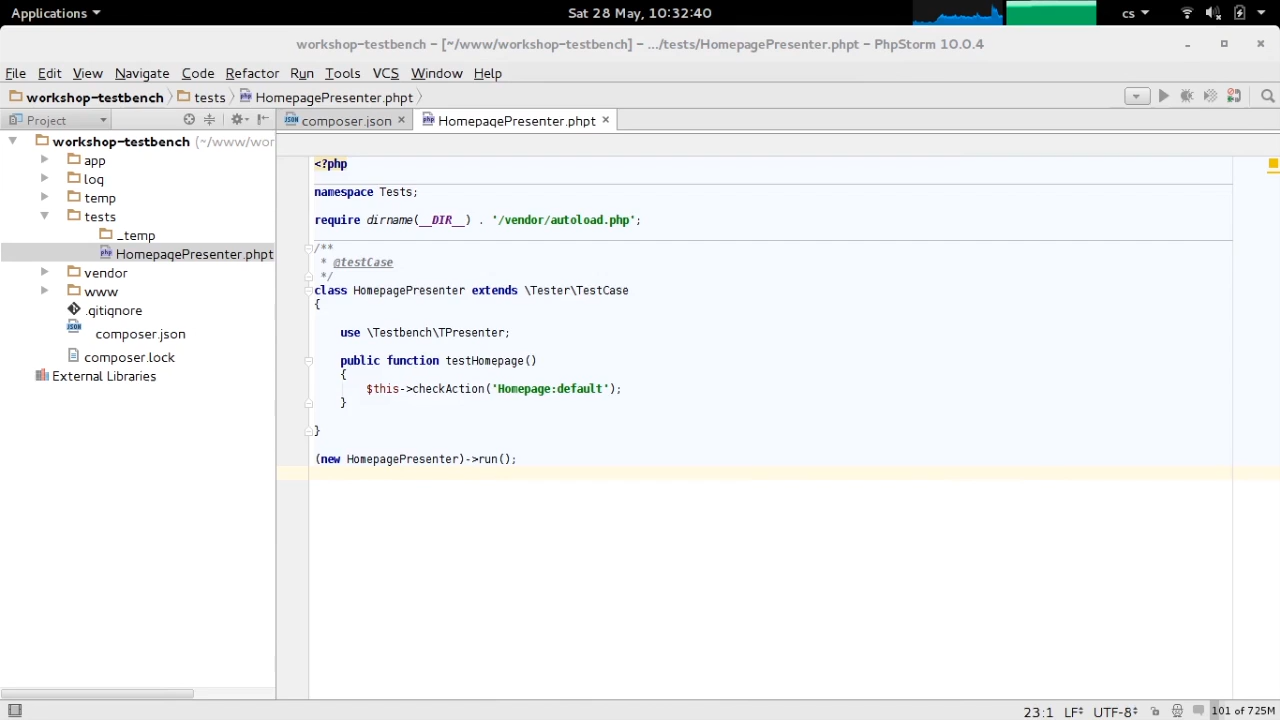 Applications
Sat 28 May, 10:32:40
cs
workshop-testbench – [~/www/workshop-testbench] – .../tests/HomepagePresenter.phpt – PhpStorm 10.0.4
File Edit View Navigate Code Refactor Run Tools VCS Window Help
workshop-testbench tests HomepagePresenter.phpt
Project
composer.json HomepagePresenter.phpt
workshop-testbench (~/www/wor
app
log
temp
tests
_temp
HomepagePresenter.phpt
vendor
www
.gitignore
composer.json
composer.lock
External Libraries
<?php
namespace Tests;
require dirname(__DIR__) . '/vendor/autoload.php';
/**
* @testCase
*/
class HomepagePresenter extends \Tester\TestCase
{
use \Testbench\TPresenter;
public function testHomepage()
{
$this->checkAction('Homepage:default');
}
}
(new HomepagePresenter)->run();
23:1 LF UTF-8 101 of 725M